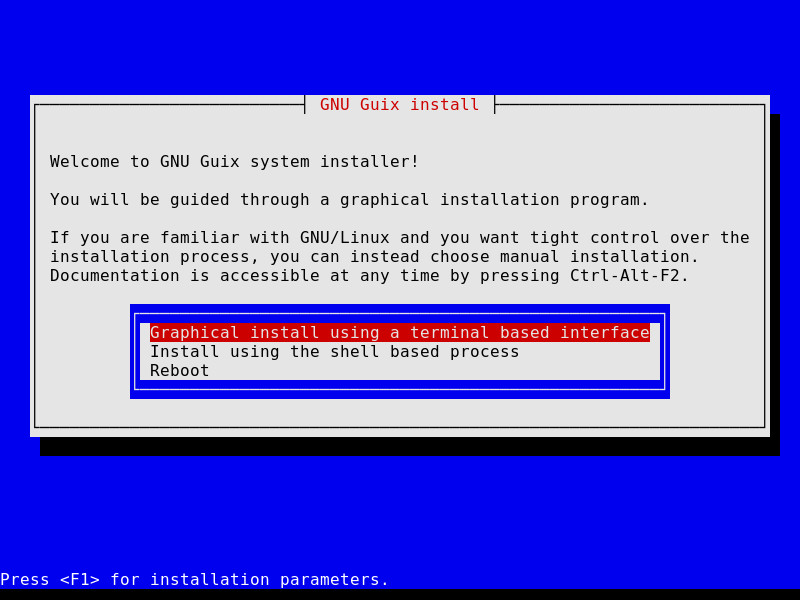 GNU Guix install
Welcome to GNU Guix system installer!
You will be guided through a graphical installation program.
If you are familiar with GNU/Linux and you want tight control over the
installation process, you can instead choose manual installation.
Documentation is accessible at any time by pressing Ctrl-Alt-F2.
Graphical install using a terminal based interface
Install using the shell based process
Reboot
Press <F1> for installation parameters.